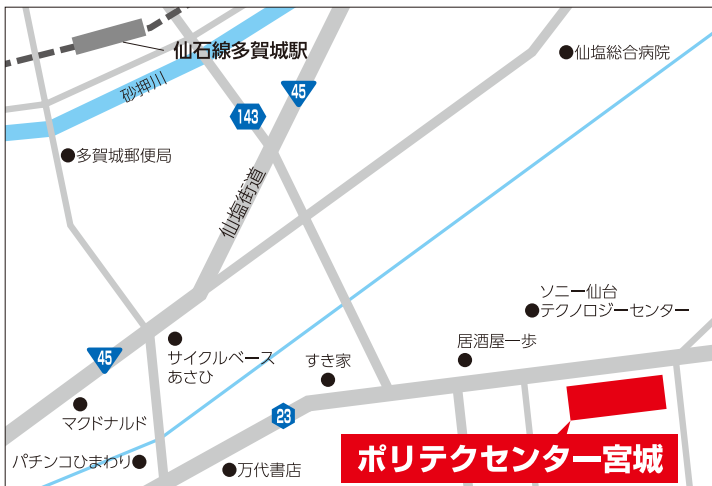 仙石線多賀城駅
仙塩総合病院
砂押川
45
143
多賀城郵便局
仙塩街道
ソニー仙台
テクノロジーセンター
居酒屋一歩
45
サイクルベース
あさひ
すき家
マクドナルド
23
パチンコひまわり
万代書店
ポリテクセンター宮城